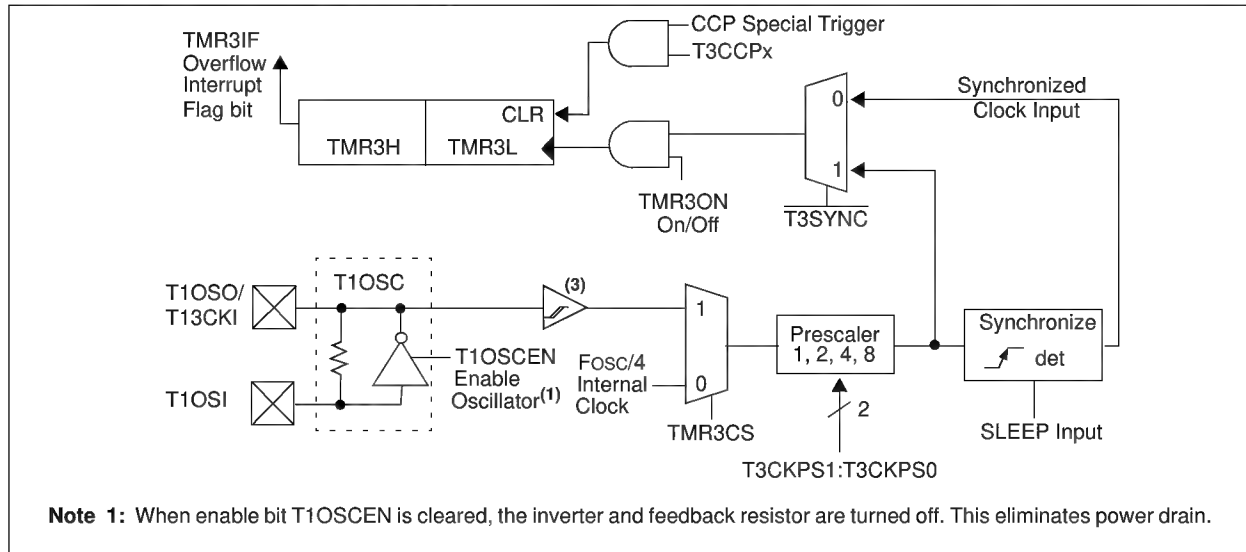 TMR3IF
Overflow
Interrupt
Flag bit
CCP Special Trigger
T3CCPx
CLR
TMR3H
TMR3L
TMR3ON
On/Off
0
1
T3SYNC
Synchronized
Clock Input
T1OSO/
T13CKI
T1OSI
T1OSC
T1OSCEN
Enable
Oscillator(1)
(3)
FOSC/4
Internal
Clock
1
0
TMR3CS
Prescaler
1, 2, 4, 8
2
T3CKPS1:T3CKPS0
Synchronize
det
SLEEP Input
Note 1: When enable bit T1OSCEN is cleared, the inverter and feedback resistor are turned off. This eliminates power drain.